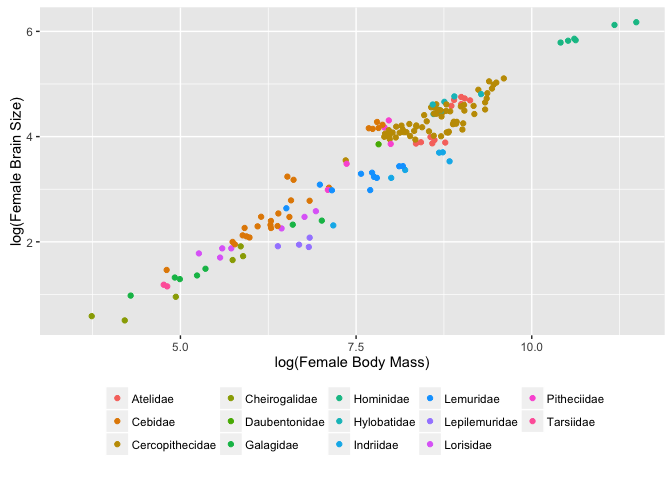 log(Female Brain Size)
6
4
2
5.0 7.5 10.0
log(Female Body Mass)
Atelidae Cheirogalidae Hominidae Lemuridae Pitheciidae
Cebidae Daubentonidae Hylobatidae Lepilemuridae Tarsiidae
Cercopithecidae Galagidae Indriidae Lorisidae